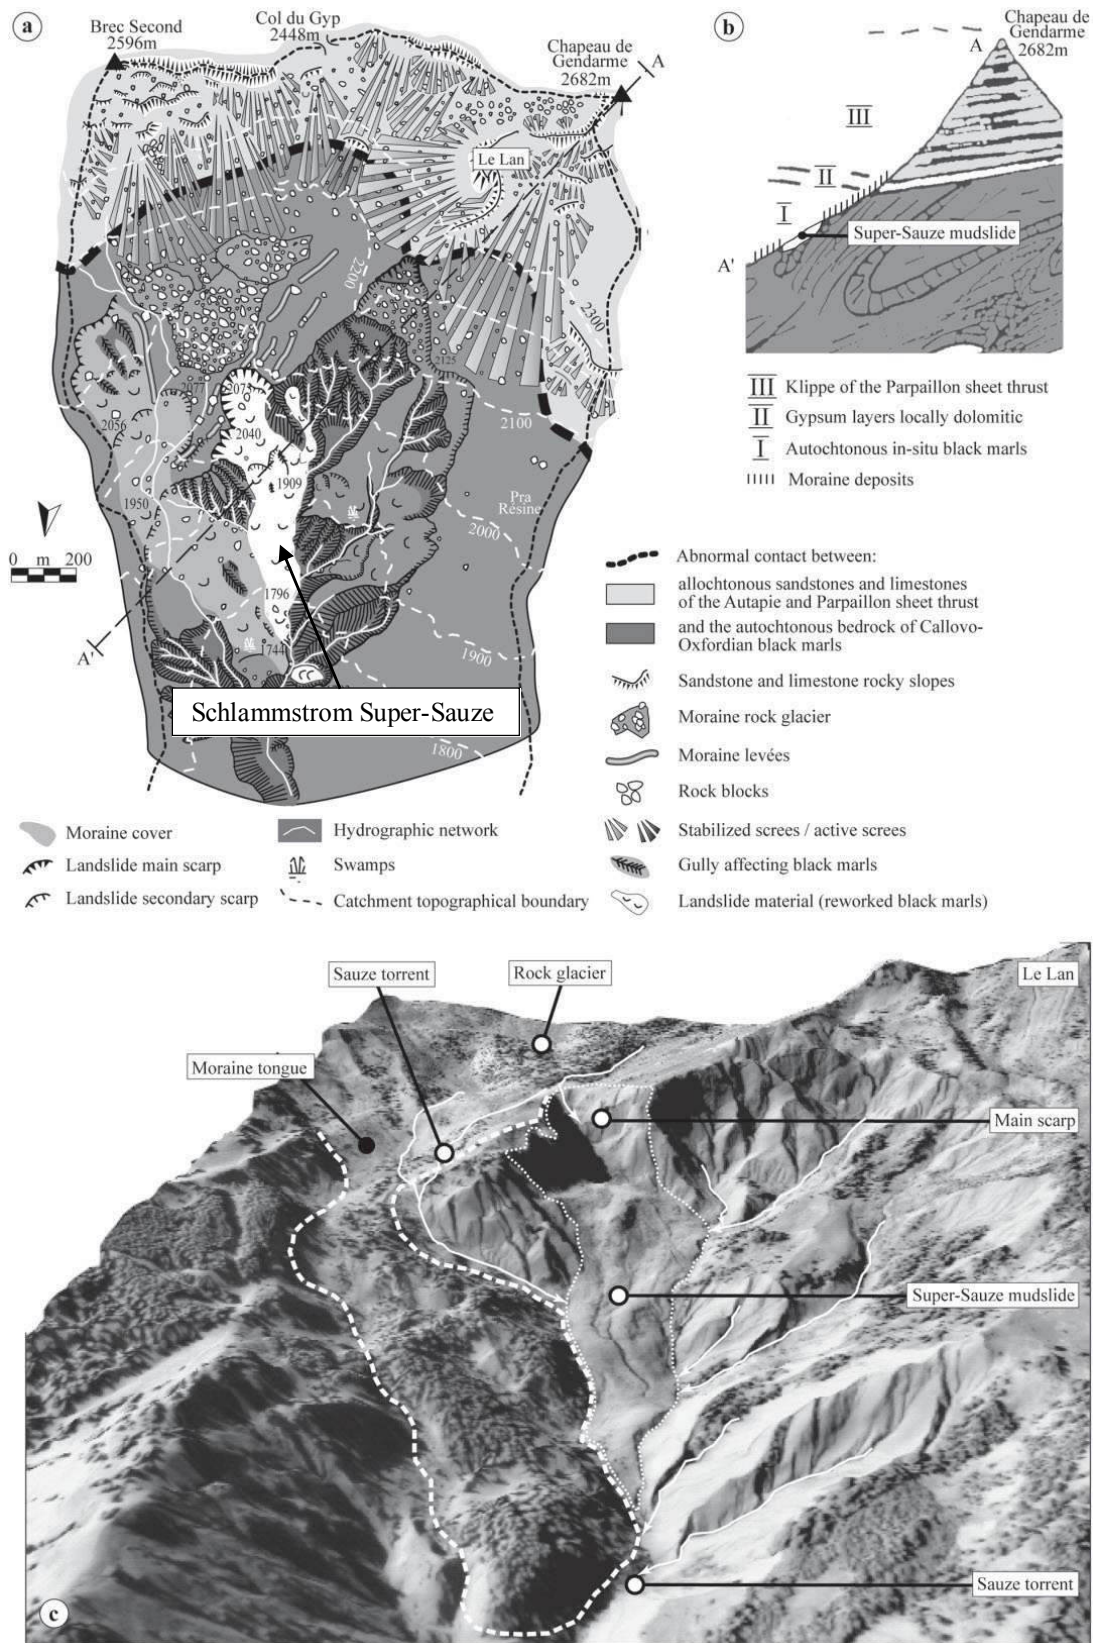 a
Brec Second
2596m
Col du Gyp
2448m
Chapeau de
Gendarme
2682m
A
Le Lan
2200
2300
2125
2100
2077
2073
2056
2040
1909
1950
Pra
Résine
2000
0 m 200
1796
1744
1900
A'
Schlammstrom Super-Sauze
1800
b
Chapeau de
Gendarme
2682m
A
III
II
I
Super-Sauze mudslide
A'
III Klippe of the Parpaillon sheet thrust
II Gypsum layers locally dolomitic
I Autochtonous in-situ black marls
Moraine deposits
Abnormal contact between:
allochtonous sandstones and limestones
of the Autapie and Parpaillon sheet thrust
and the autochtonous bedrock of Callovo-
Oxfordian black marls
Sandstone and limestone rocky slopes
Moraine rock glacier
Moraine levées
Rock blocks
Stabilized screes / active screes
Gully affecting black marls
Landslide material (reworked black marls)
Moraine cover
Landslide main scarp
Landslide secondary scarp
Hydrographic network
Swamps
Catchment topographical boundary
Sauze torrent
Rock glacier
Le Lan
Moraine tongue
Main scarp
Super-Sauze mudslide
Sauze torrent
c